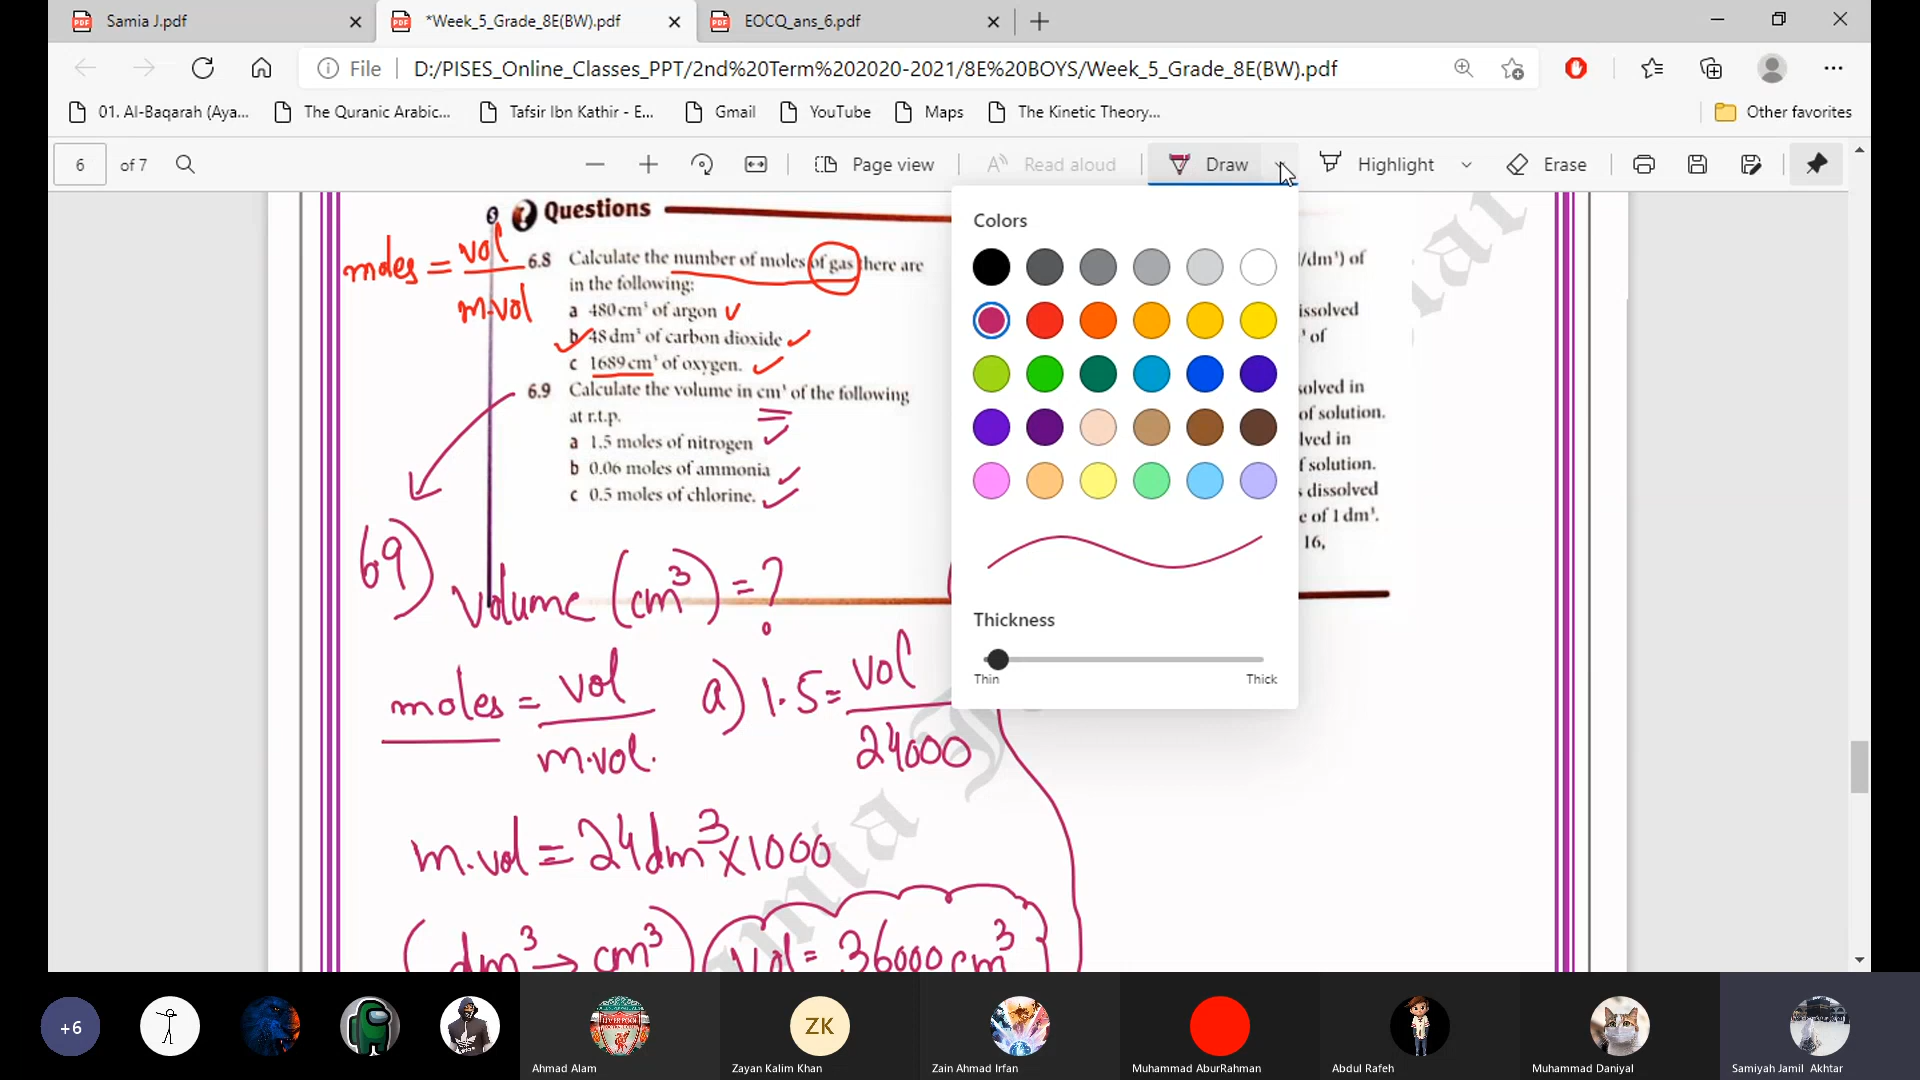 Samia J.pdf
*Week_5_Grade_8E(BW).pdf
EOCQ_ans_6.pdf
File
D:/PISES_Online_Classes_PPT/2nd%20Term%202020-2021/8E%20BOYS/Week_5_Grade_8E(BW).pdf
01. Al-Baqarah (Aya...
The Quranic Arabic...
Tafsir Ibn Kathir - E...
Gmail
YouTube
Maps
The Kinetic Theory...
Other favorites
6 of 7
Page view
Read aloud
Draw
Highlight
Erase
Questions
moles = vol
m.vol
6.8 Calculate the number of moles of gas there are
in the following:
a 480 cm³ of argon
b 48 dm³ of carbon dioxide
c 1689 cm³ of oxygen.
6.9 Calculate the volume in cm³ of the following
at r.t.p.
a 1.5 moles of nitrogen
b 0.06 moles of ammonia
c 0.5 moles of chlorine.
/dm³) of
issolved
³ of
solved in
of solution.
lved in
f solution.
s dissolved
e of 1 dm³.
16,
Colors
Thickness
Thin
Thick
6.9)
Volume (cm³) = ?
moles = vol
m.vol.
a) 1.5 = vol
24000
m.vol = 24dm³ x 1000
(dm³ → cm³)
vol = 36000 cm³
+6
ZK
Ahmad Alam
Zayan Kalim Khan
Zain Ahmad Irfan
Muhammad AburRahman
Abdul Rafeh
Muhammad Daniyal
Samiyah Jamil Akhtar